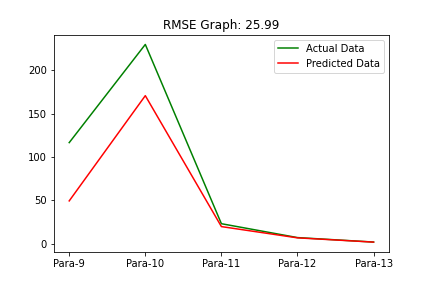 RMSE Graph: 25.99
Actual Data
Predicted Data
200
150
100
50
0
Para-9 Para-10 Para-11 Para-12 Para-13